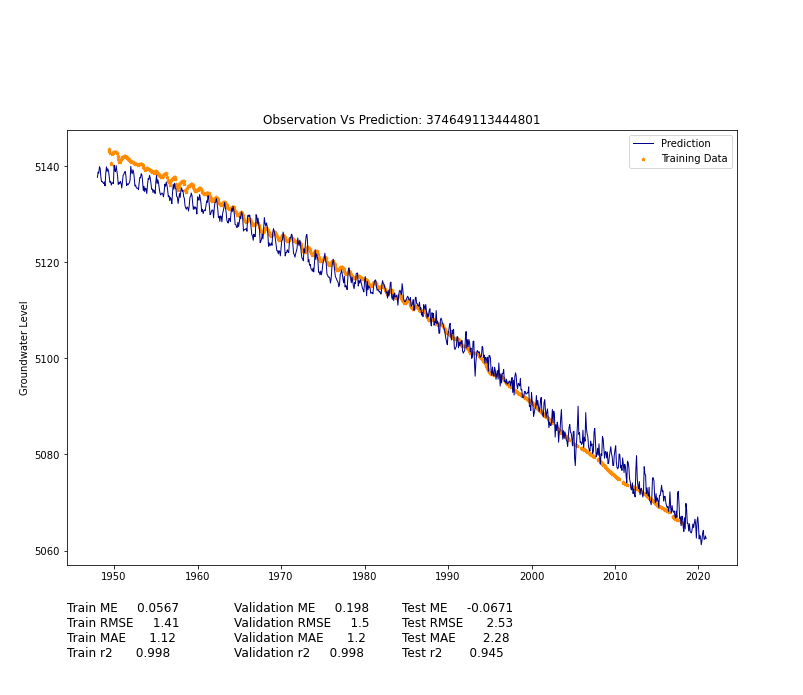 Observation Vs Prediction: 374649113444801
Prediction
Training Data
5140
5120
5100
5080
5060
Groundwater Level
1950 1960 1970 1980 1990 2000 2010 2020
Train ME 0.0567 Validation ME 0.198 Test ME -0.0671
Train RMSE 1.41 Validation RMSE 1.5 Test RMSE 2.53
Train MAE 1.12 Validation MAE 1.2 Test MAE 2.28
Train r2 0.998 Validation r2 0.998 Test r2 0.945